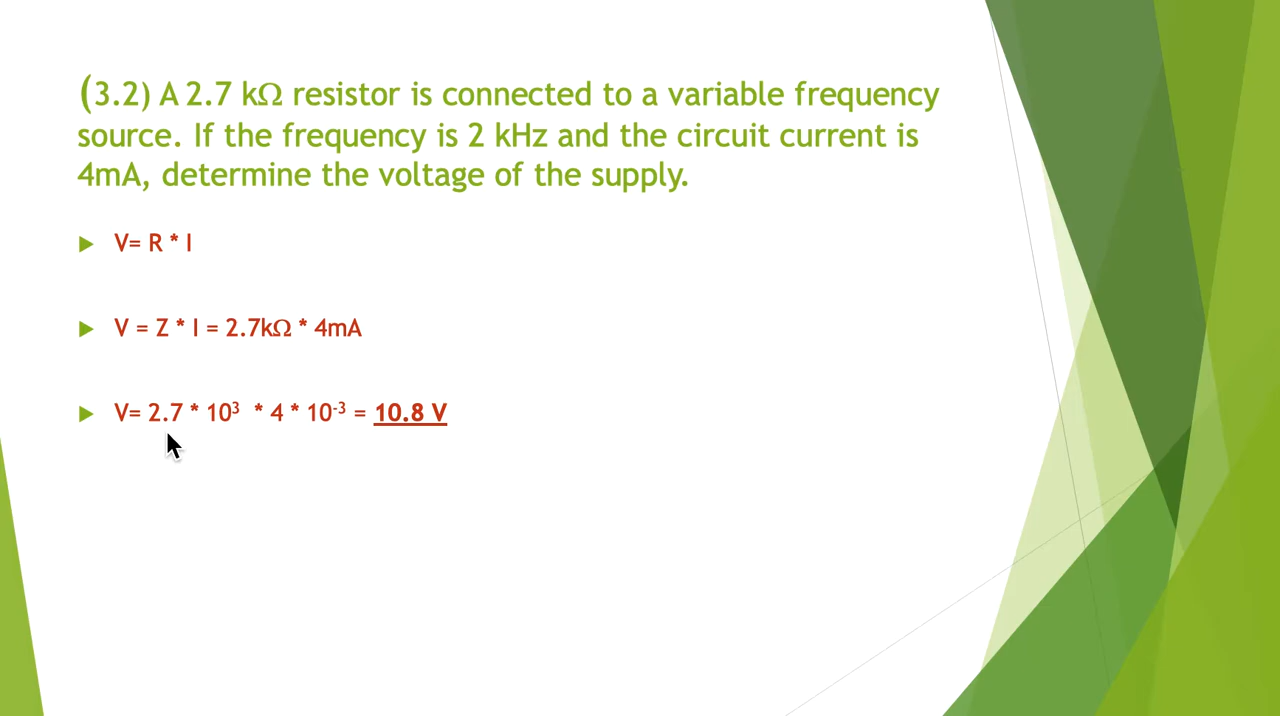 (3.2) A 2.7 kΩ resistor is connected to a variable frequency
source. If the frequency is 2 kHz and the circuit current is
4mA, determine the voltage of the supply.
V= R * I
V = Z * I = 2.7kΩ * 4mA
V= 2.7 * 10³ * 4 * 10⁻³ = 10.8 V